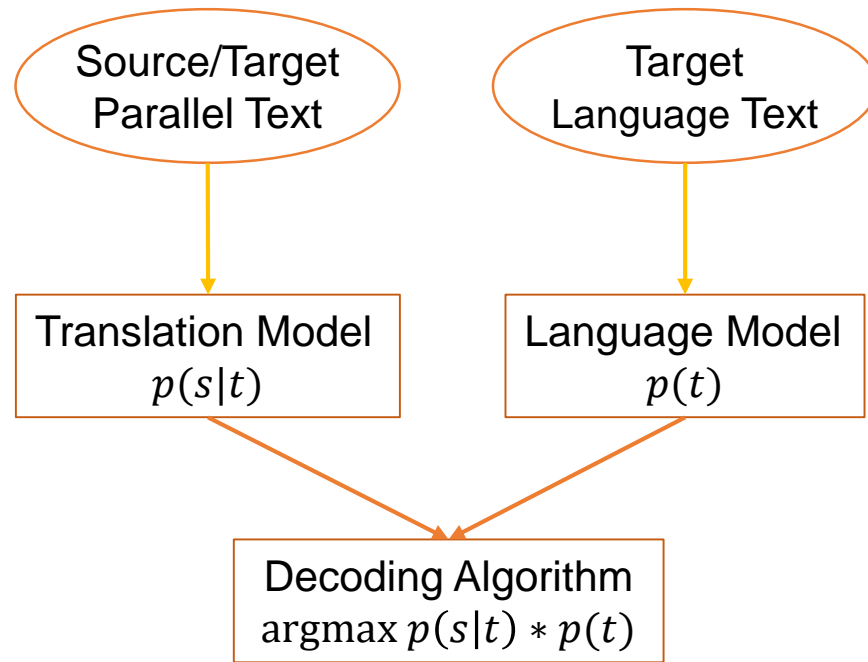 Source/Target
Parallel Text
Target
Language Text
Translation Model
p(s|t)
Language Model
p(t)
Decoding Algorithm
argmax p(s|t) ∗ p(t)